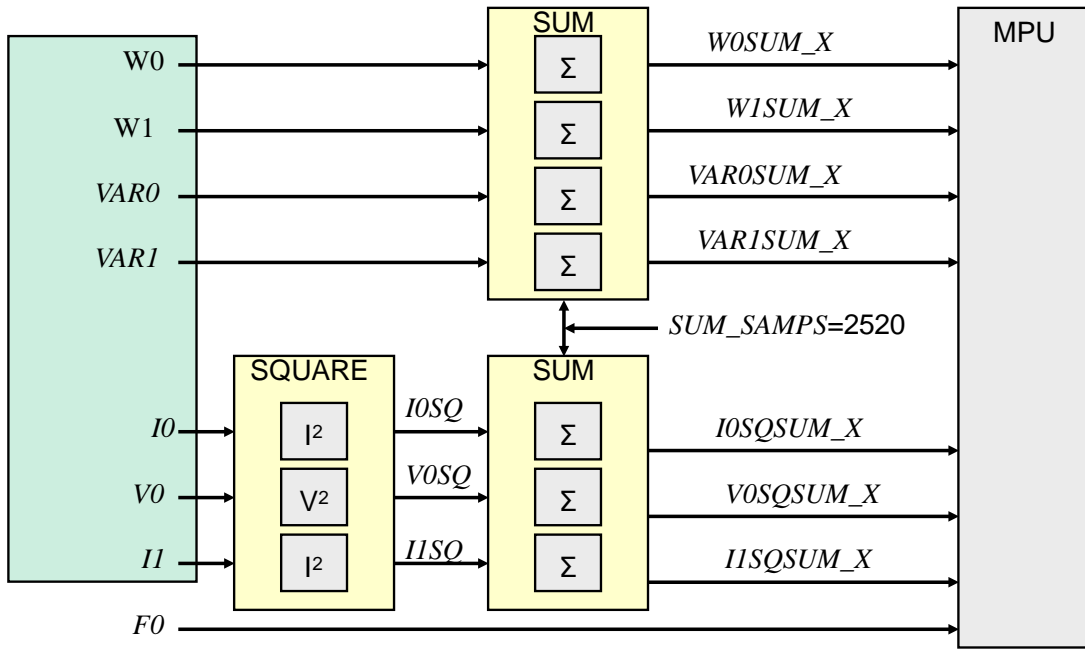 SUM
MPU
W0
Σ
W0SUM_X
W1
Σ
W1SUM_X
VAR0
Σ
VAR0SUM_X
VAR1
Σ
VAR1SUM_X
SUM_SAMPS=2520
SQUARE
SUM
I0
I²
I0SQ
Σ
I0SQSUM_X
V0
V²
V0SQ
Σ
V0SQSUM_X
I1
I²
I1SQ
Σ
I1SQSUM_X
F0